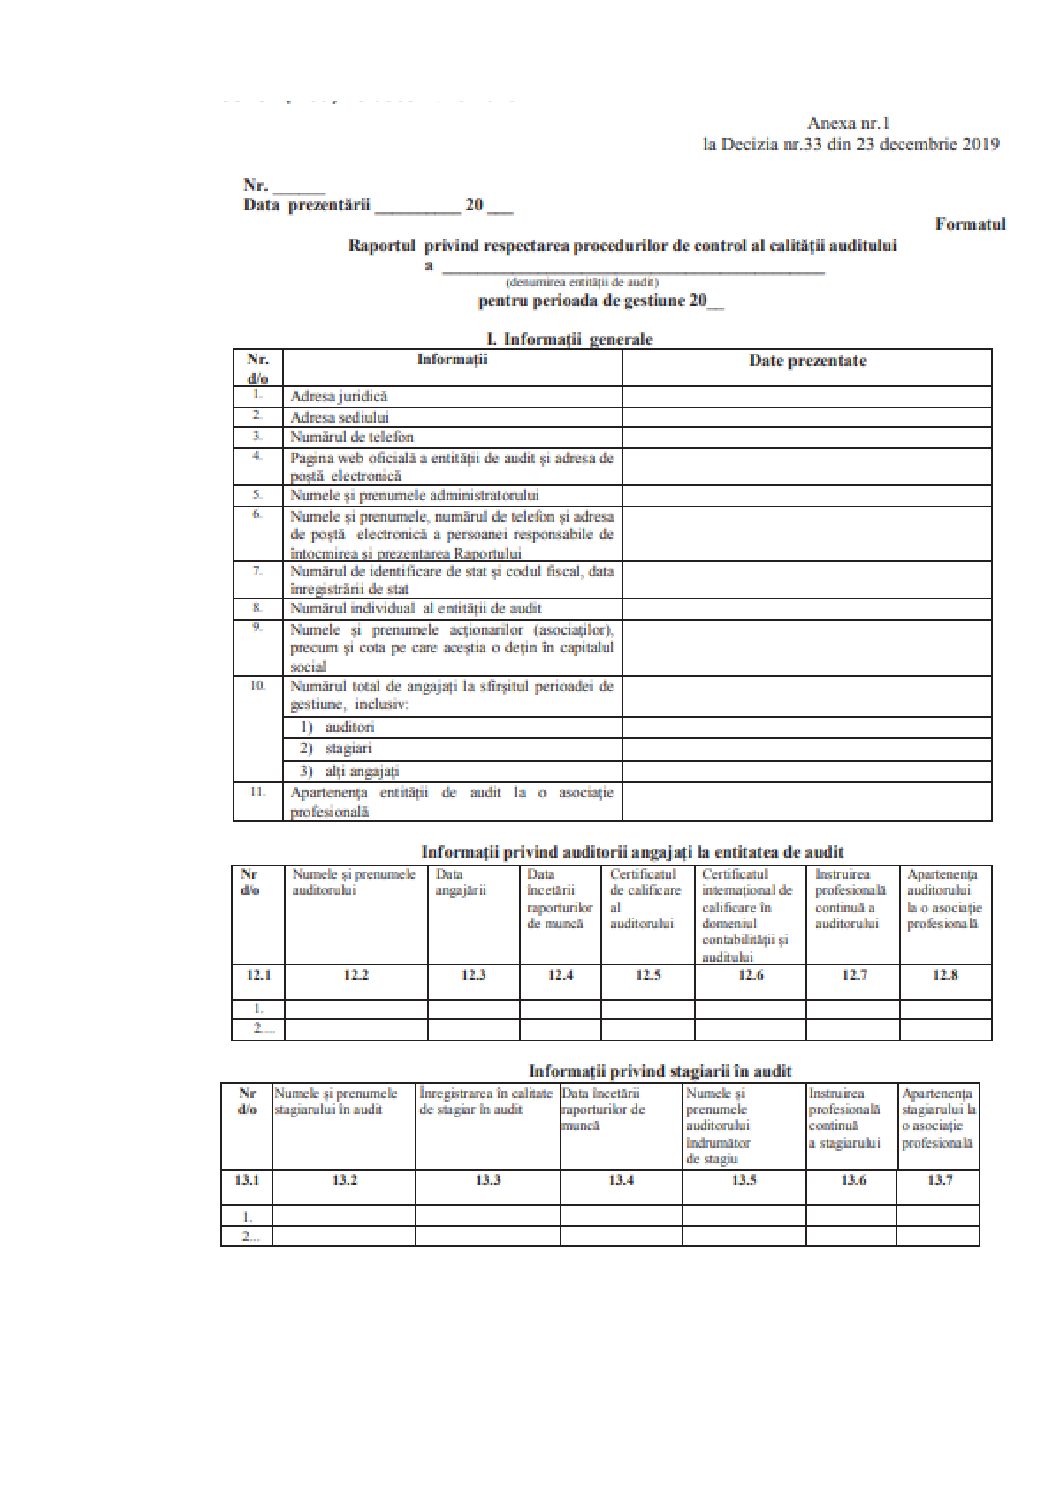 Anexa nr.1
la Decizia nr.33 din 23 decembrie 2019
Nr. ______
Data prezentării __________ 20 ___
Formatul
Raportul privind respectarea procedurilor de control al calității auditului
a ____________________________________________
(denumirea entității de audit)
pentru perioada de gestiune 20__
I. Informații generale
Nr. d/o Informații Date prezentate
1. Adresa juridică
2. Adresa sediului
3. Numărul de telefon
4. Pagina web oficială a entității de audit și adresa de
poștă electronică
5. Numele și prenumele administratorului
6. Numele și prenumele, numărul de telefon și adresa
de poștă electronică a persoanei responsabile de
întocmirea și prezentarea Raportului
7. Numărul de identificare de stat și codul fiscal, data
înregistrării de stat
8. Numărul individual al entității de audit
9. Numele și prenumele acționarilor (asociaților),
precum și cota pe care aceștia o dețin în capitalul
social
10. Numărul total de angajați la sfîrșitul perioadei de
gestiune, inclusiv:
1) auditori
2) stagiari
3) alți angajați
11. Apartenența entității de audit la o asociație
profesională
Informații privind auditorii angajați la entitatea de audit
Nr
d/o
Numele și prenumele
auditorului
Data
angajării
Data
încetării
raporturilor
de muncă
Certificatul
de calificare
al
auditorului
Certificatul
internațional de
calificare în
domeniul
contabilității și
auditului
Instruirea
profesională
continuă a
auditorului
Apartenența
auditorului
la o asociație
profesională
12.1 12.2 12.3 12.4 12.5 12.6 12.7 12.8
1.
2....
Informații privind stagiarii în audit
Nr
d/o
Numele și prenumele
stagiarului în audit
Înregistrarea în calitate
de stagiar în audit
Data încetării
raporturilor de
muncă
Numele și
prenumele
auditorului
îndrumător
de stagiu
Instruirea
profesională
continuă
a stagiarului
Apartenența
stagiarului la
o asociație
profesională
13.1 13.2 13.3 13.4 13.5 13.6 13.7
1.
2...